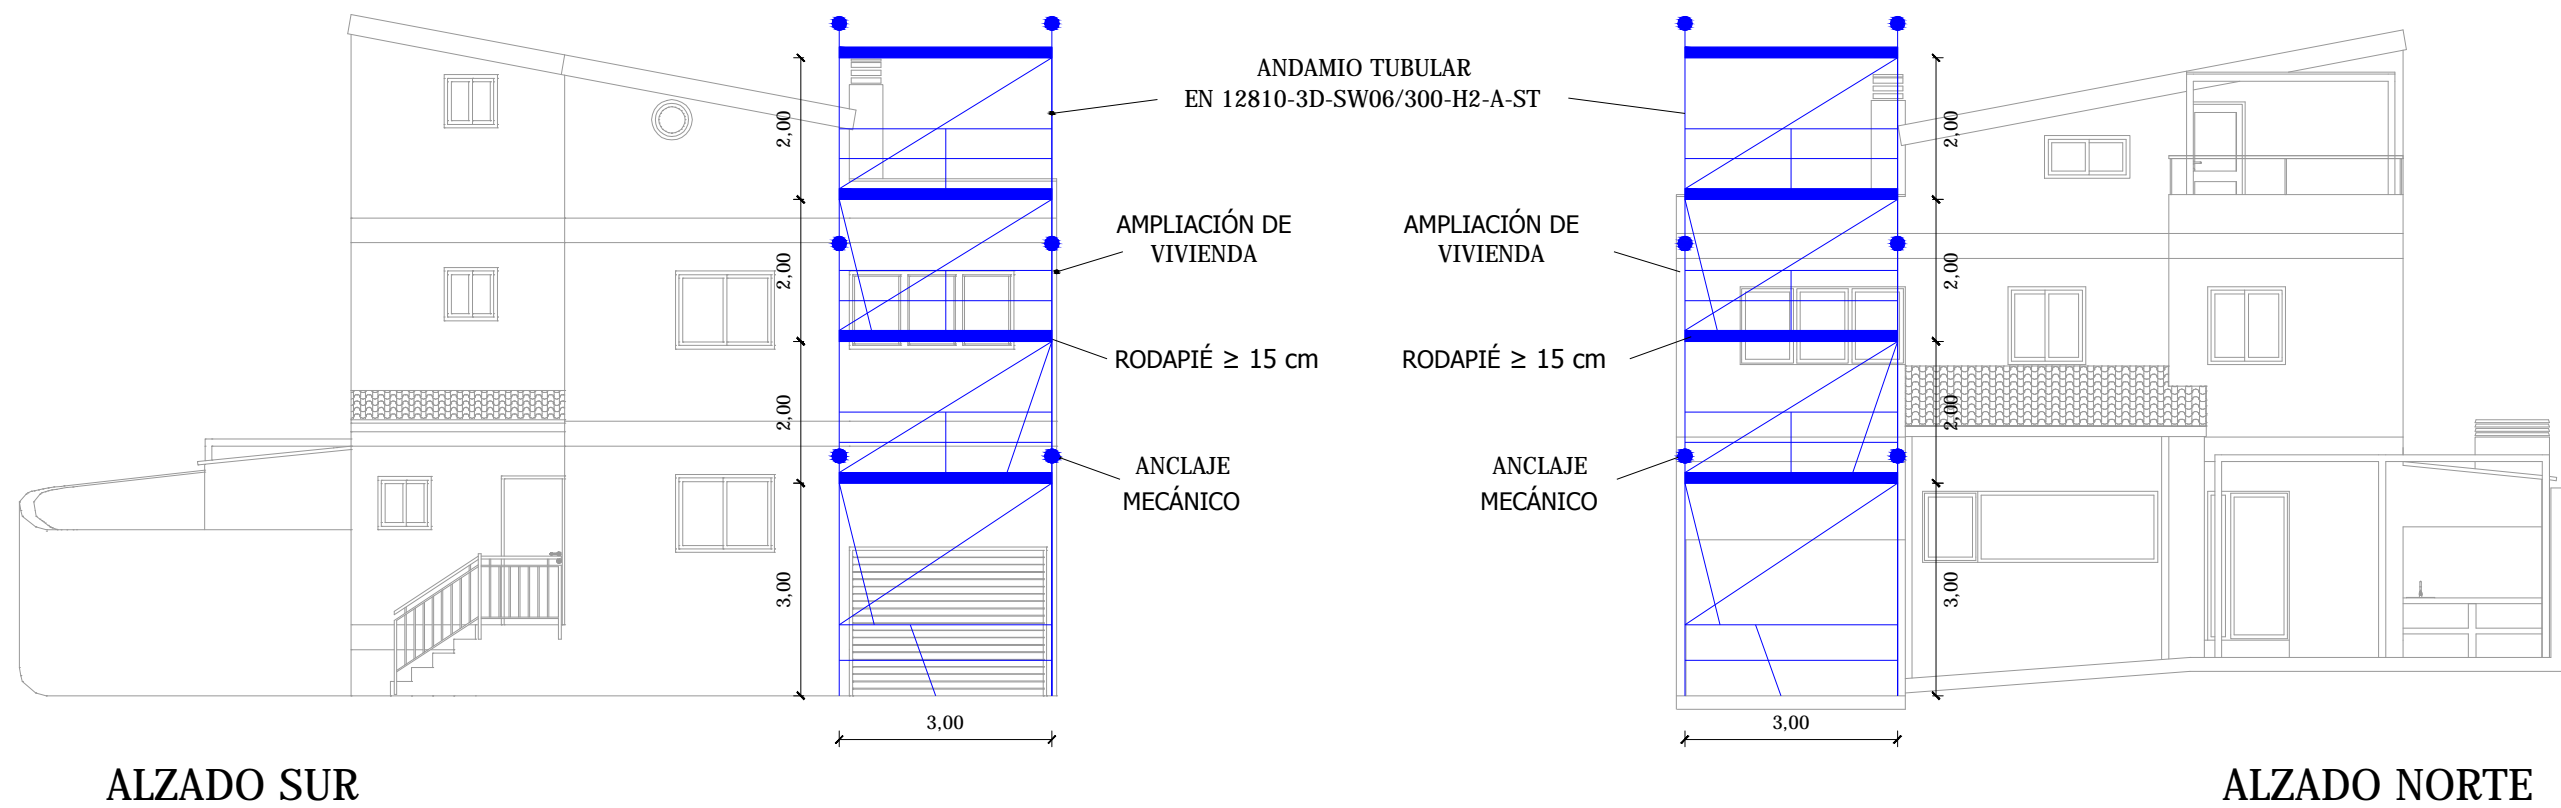 ANDAMIO TUBULAR
EN 12810-3D-SW06/300-H2-A-ST
2,00
2,00
AMPLIACIÓN DE
VIVIENDA
AMPLIACIÓN DE
VIVIENDA
2,00
2,00
RODAPIÉ ≥ 15 cm
RODAPIÉ ≥ 15 cm
2,00
2,00
ANCLAJE
MECÁNICO
ANCLAJE
MECÁNICO
3,00
3,00
3,00
3,00
ALZADO SUR
ALZADO NORTE